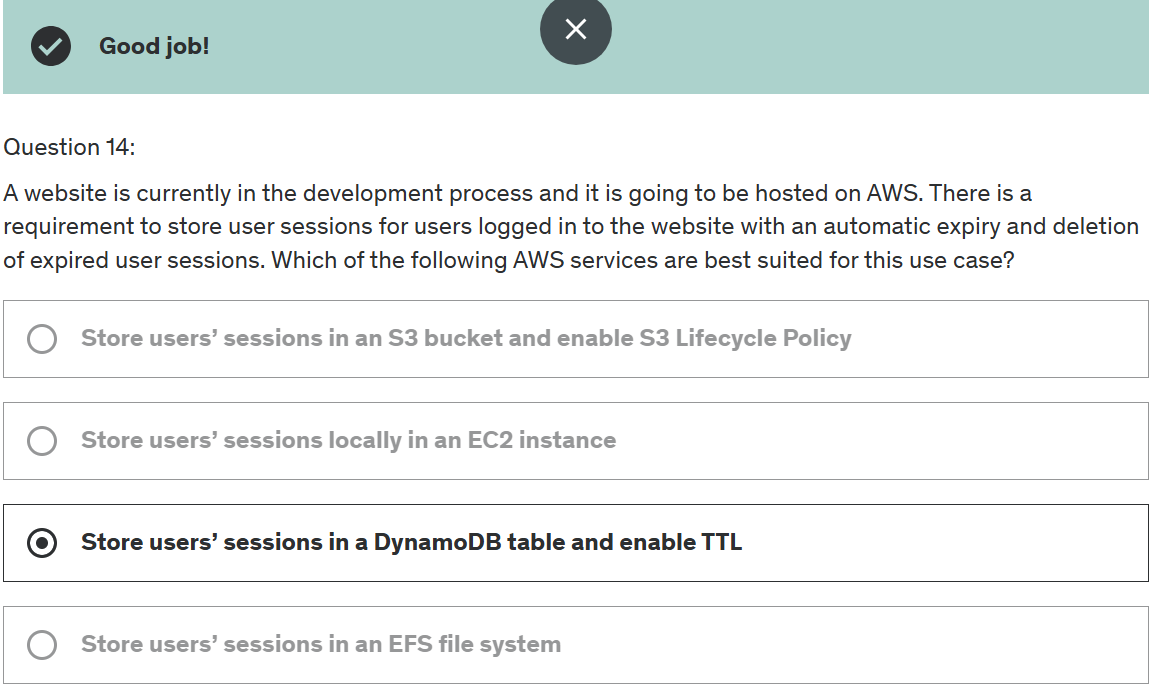 Good job!
Question 14:
A website is currently in the development process and it is going to be hosted on AWS. There is a
requirement to store user sessions for users logged in to the website with an automatic expiry and deletion
of expired user sessions. Which of the following AWS services are best suited for this use case?
Store users’ sessions in an S3 bucket and enable S3 Lifecycle Policy
Store users’ sessions locally in an EC2 instance
Store users’ sessions in a DynamoDB table and enable TTL
Store users’ sessions in an EFS file system